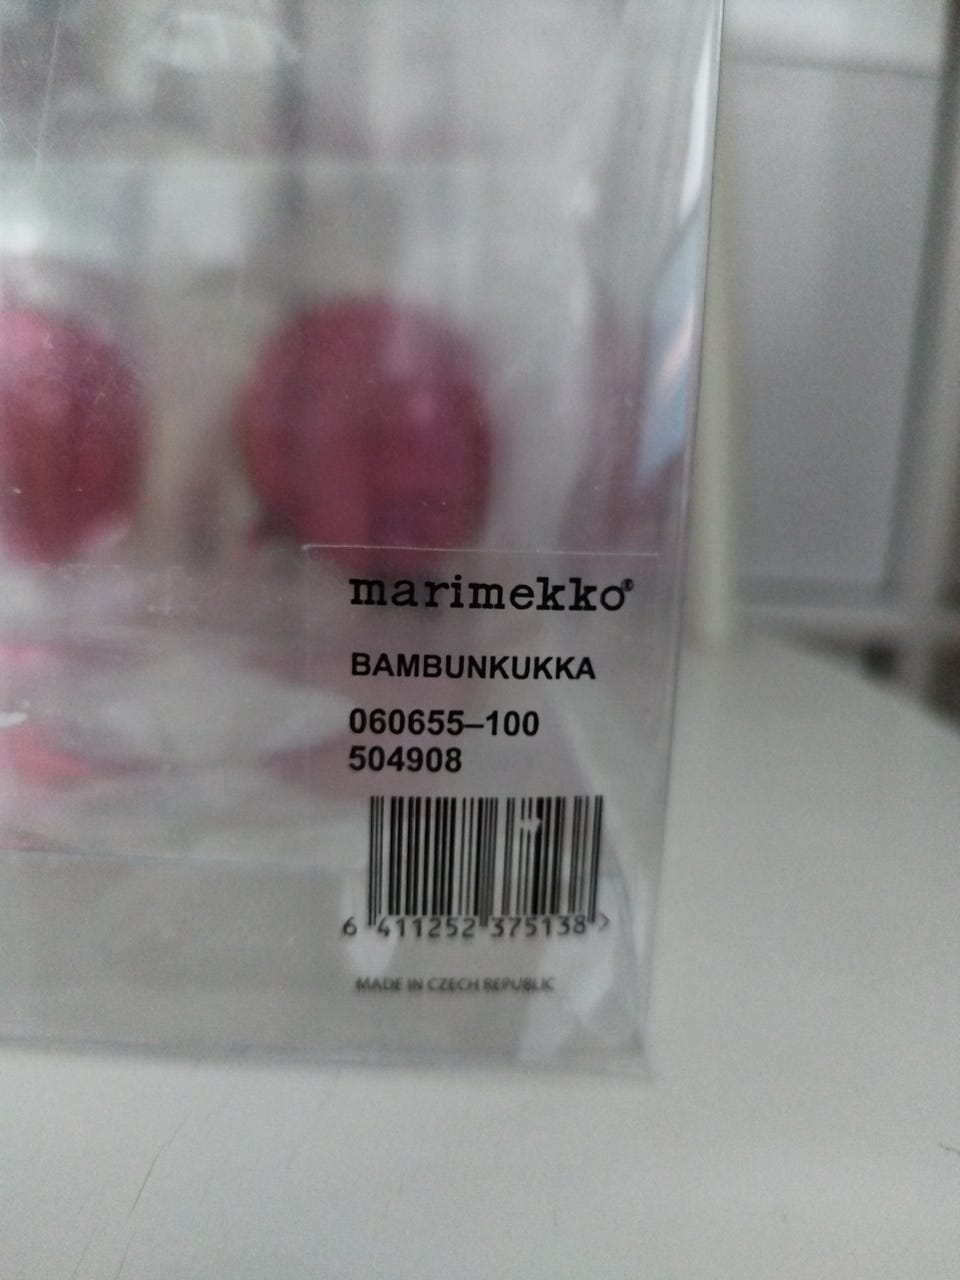 marimekko®
BAMBUNKUKKA
060655–100
504908
6 411252 375138 >
MADE IN CZECH REPUBLIC